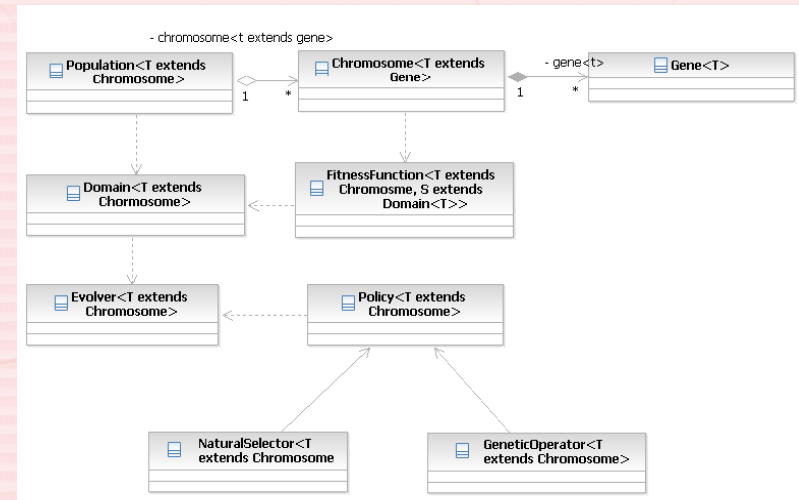 - chromosome<t extends gene>
Population<T extends
Chromosome>
1
*
Chromosome<T extends
Gene>
- gene<t>
1
*
Gene<T>
Domain<T extends
Chormosome>
FitnessFunction<T extends
Chromosme, S extends
Domain<T>>
Evolver<T extends
Chromosome>
Policy<T extends
Chromosome>
NaturalSelector<T
extends Chromosome
GeneticOperator<T
extends Chromosome>